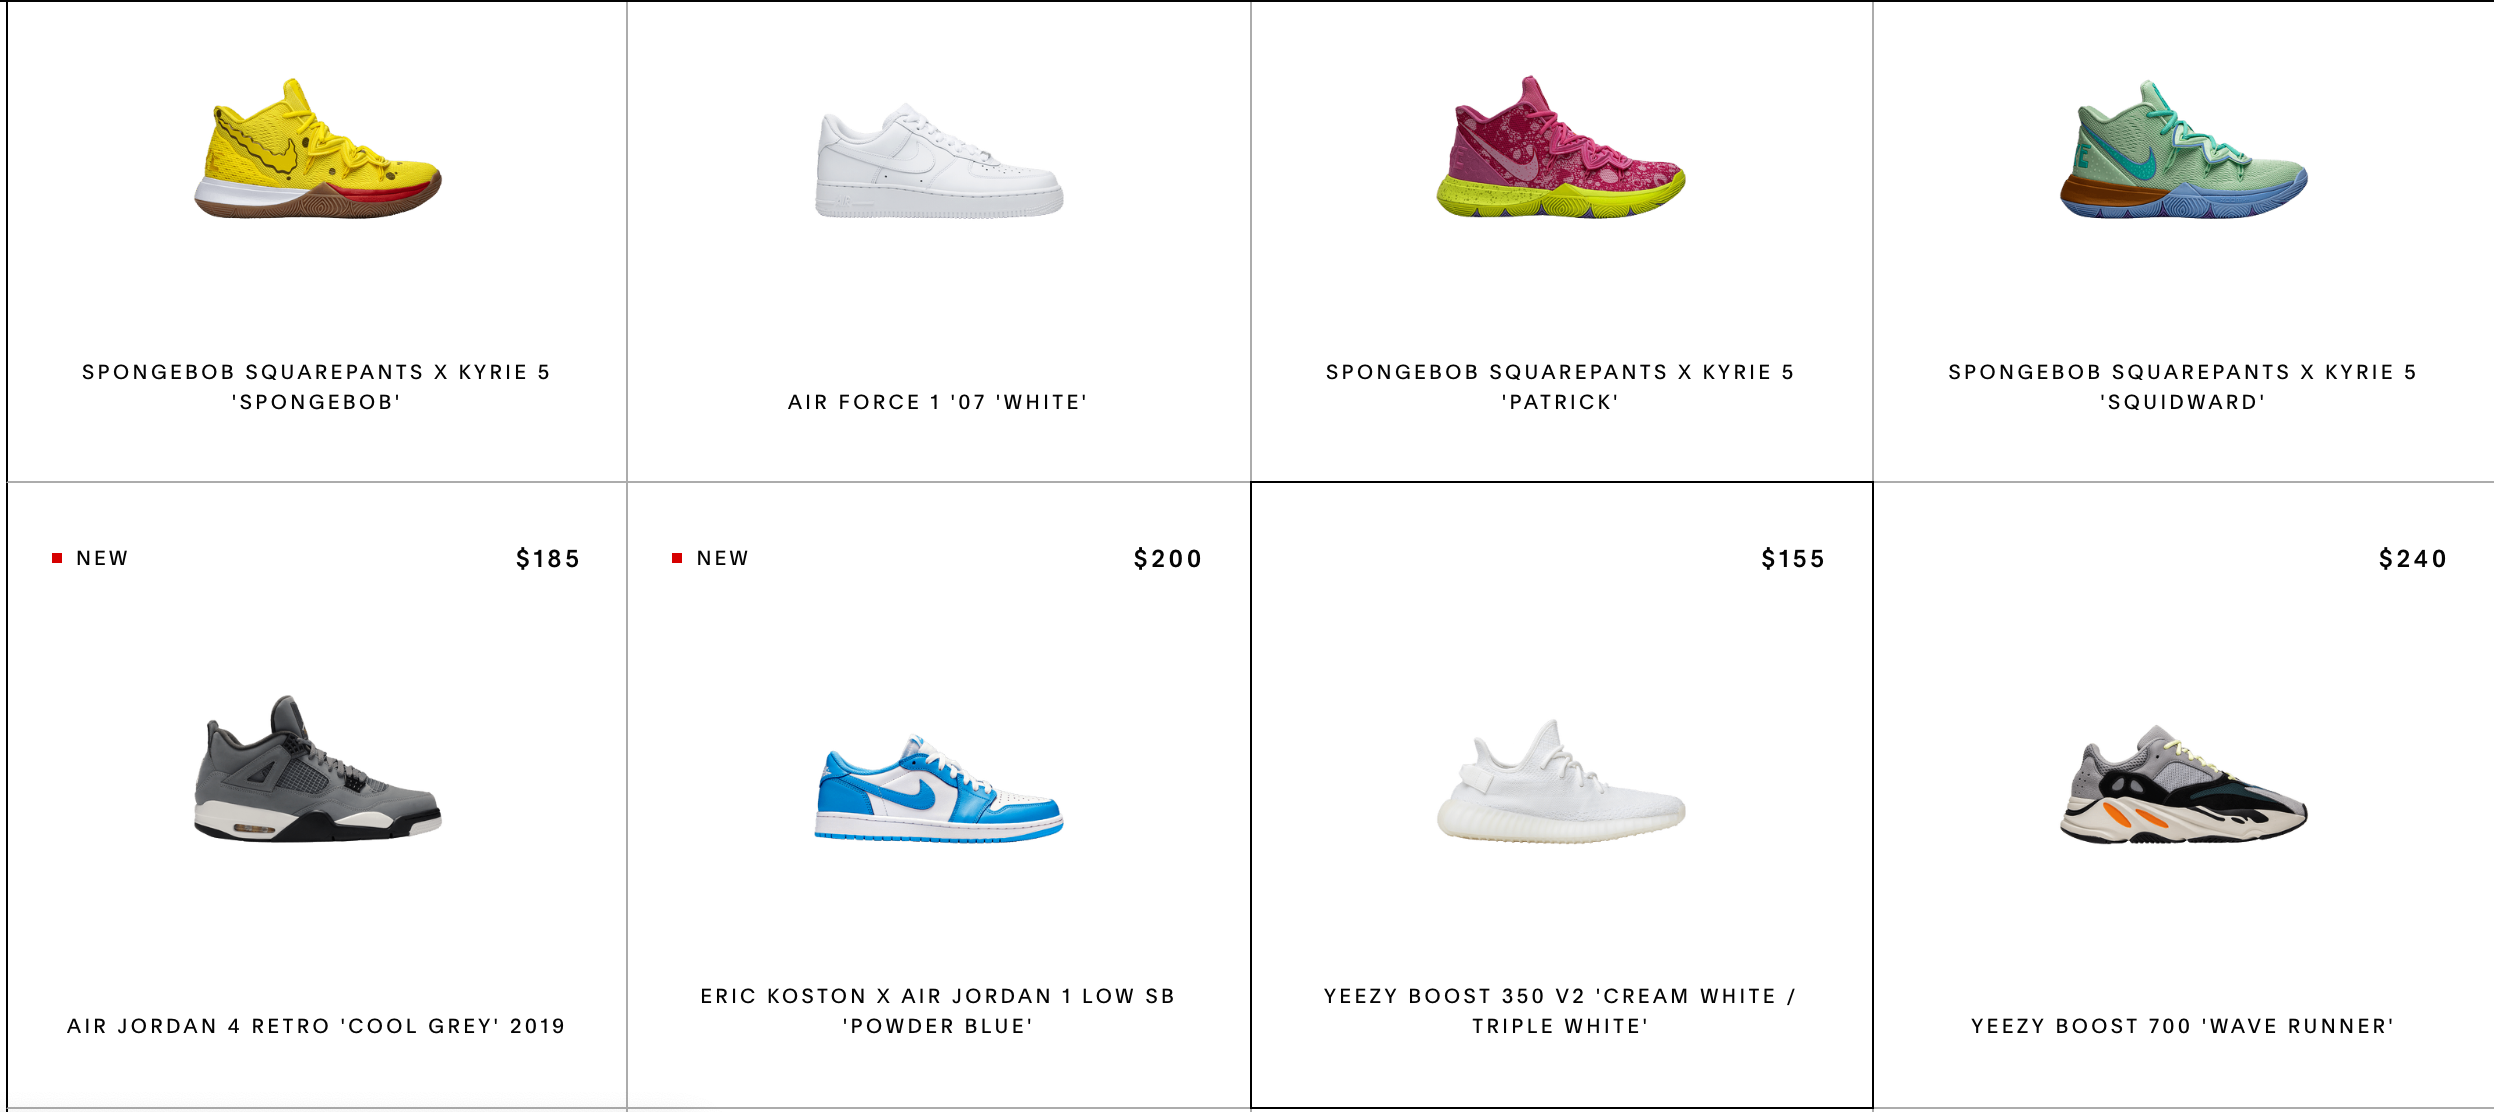 SPONGEBOB SQUAREPANTS X KYRIE 5
'SPONGEBOB'
AIR FORCE 1 '07 'WHITE'
SPONGEBOB SQUAREPANTS X KYRIE 5
'PATRICK'
SPONGEBOB SQUAREPANTS X KYRIE 5
'SQUIDWARD'
NEW
$185
AIR JORDAN 4 RETRO 'COOL GREY' 2019
NEW
$200
ERIC KOSTON X AIR JORDAN 1 LOW SB
'POWDER BLUE'
$155
YEEZY BOOST 350 V2 'CREAM WHITE /
TRIPLE WHITE'
$240
YEEZY BOOST 700 'WAVE RUNNER'